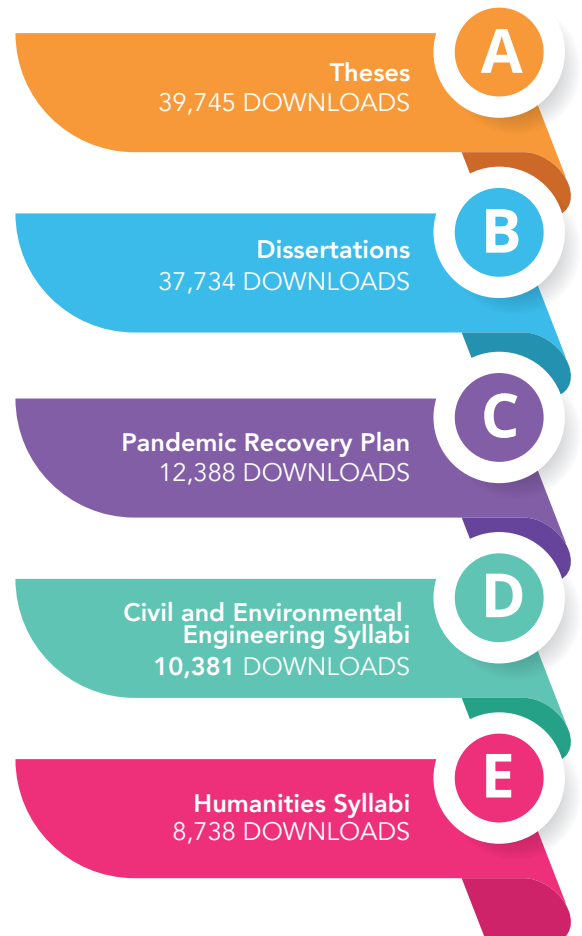 A
Theses
39,745 DOWNLOADS
B
Dissertations
37,734 DOWNLOADS
C
Pandemic Recovery Plan
12,388 DOWNLOADS
D
Civil and Environmental
Engineering Syllabi
10,381 DOWNLOADS
E
Humanities Syllabi
8,738 DOWNLOADS